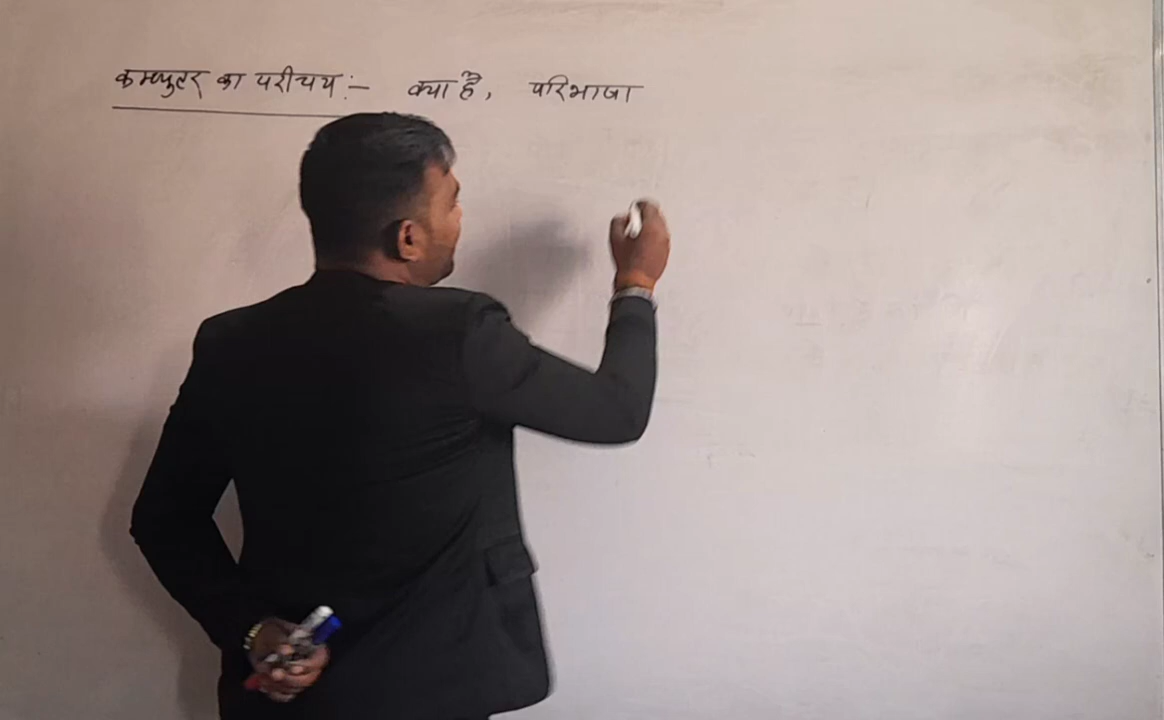 कम्प्युटर का परीचय :- क्या है, परिभाषा